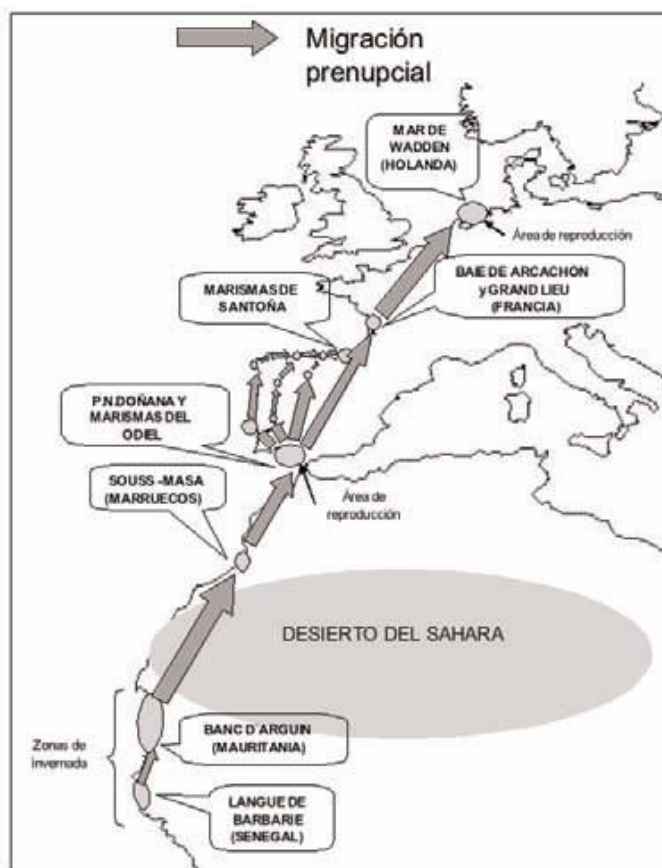 Migración
prenupcial
MAR DE
WADDEN
(HOLANDA)
Área de reproducción
BAIE DE ARCACHON
y GRAND LIEU
(FRANCIA)
MARISMAS DE
SANTOÑA
P.N.DOÑANA Y
MARISMAS DEL
ODIEL
SOUSS -MASA
(MARRUECOS)
Área de
reproducción
DESIERTO DEL SAHARA
Zonas de
invernada
BANC D´ARGUIN
(MAURITANIA)
LANGUE DE
BARBARIE
(SENEGAL)